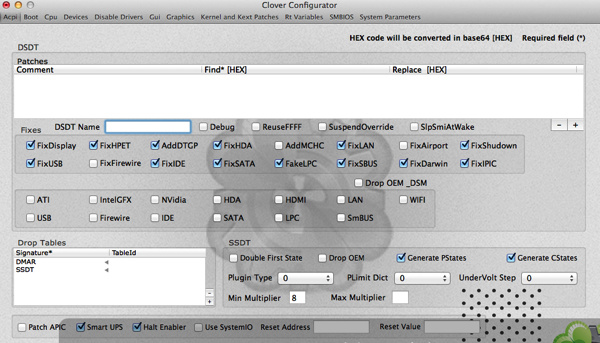 Clover Configurator
Acpi Boot Cpu Devices Disable Drivers Gui Graphics Kernel and Kext Patches Rt Variables SMBIOS System Parameters
HEX code will be converted in base64 [HEX] Required field (*)
DSDT
Patches
Comment Find* [HEX] Replace [HEX]
DSDT Name Debug ReuseFFFF SuspendOverride SlpSmiAtWake
Fixes
FixDisplay FixHPET AddDTGP FixHDA AddMCHC FixLAN FixAirport FixShudown
FixUSB FixFirewire FixIDE FixSATA FakeLPC FixSBUS FixDarwin FixIPIC
Drop OEM _DSM
ATI IntelGFX NVidia HDA HDMI LAN WIFI
USB Firewire IDE SATA LPC SmBUS
Drop Tables SSDT
Signature* TableId
DMAR
SSDT
Double First State Drop OEM Generate PStates Generate CStates
Plugin Type 0 PLimit Dict 0 UnderVolt Step 0
Min Multiplier 8 Max Multiplier
Patch APIC Smart UPS Halt Enabler Use SystemIO Reset Address Reset Value